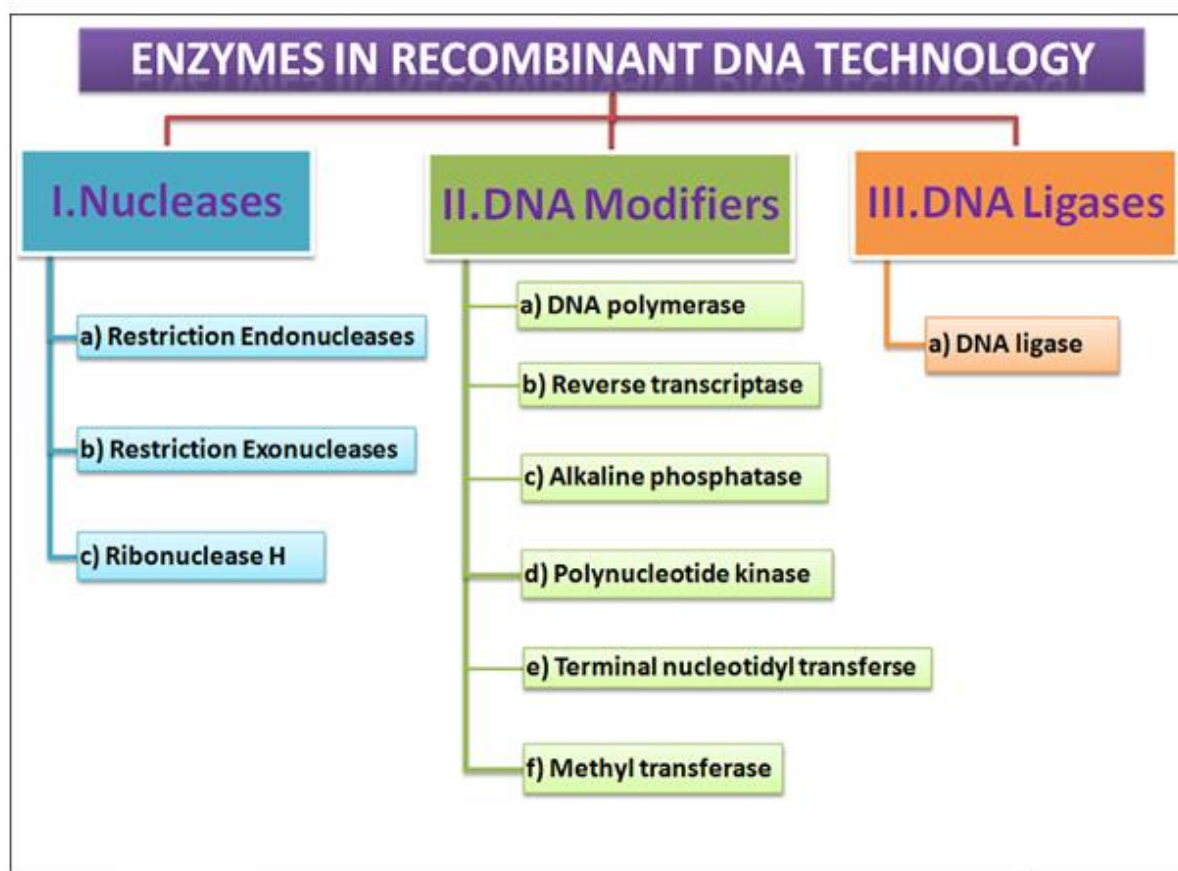 ENZYMES IN RECOMBINANT DNA TECHNOLOGY
I.Nucleases
a) Restriction Endonucleases
b) Restriction Exonucleases
c) Ribonuclease H
II.DNA Modifiers
a) DNA polymerase
b) Reverse transcriptase
c) Alkaline phosphatase
d) Polynucleotide kinase
e) Terminal nucleotidyl transferse
f) Methyl transferase
III.DNA Ligases
a) DNA ligase